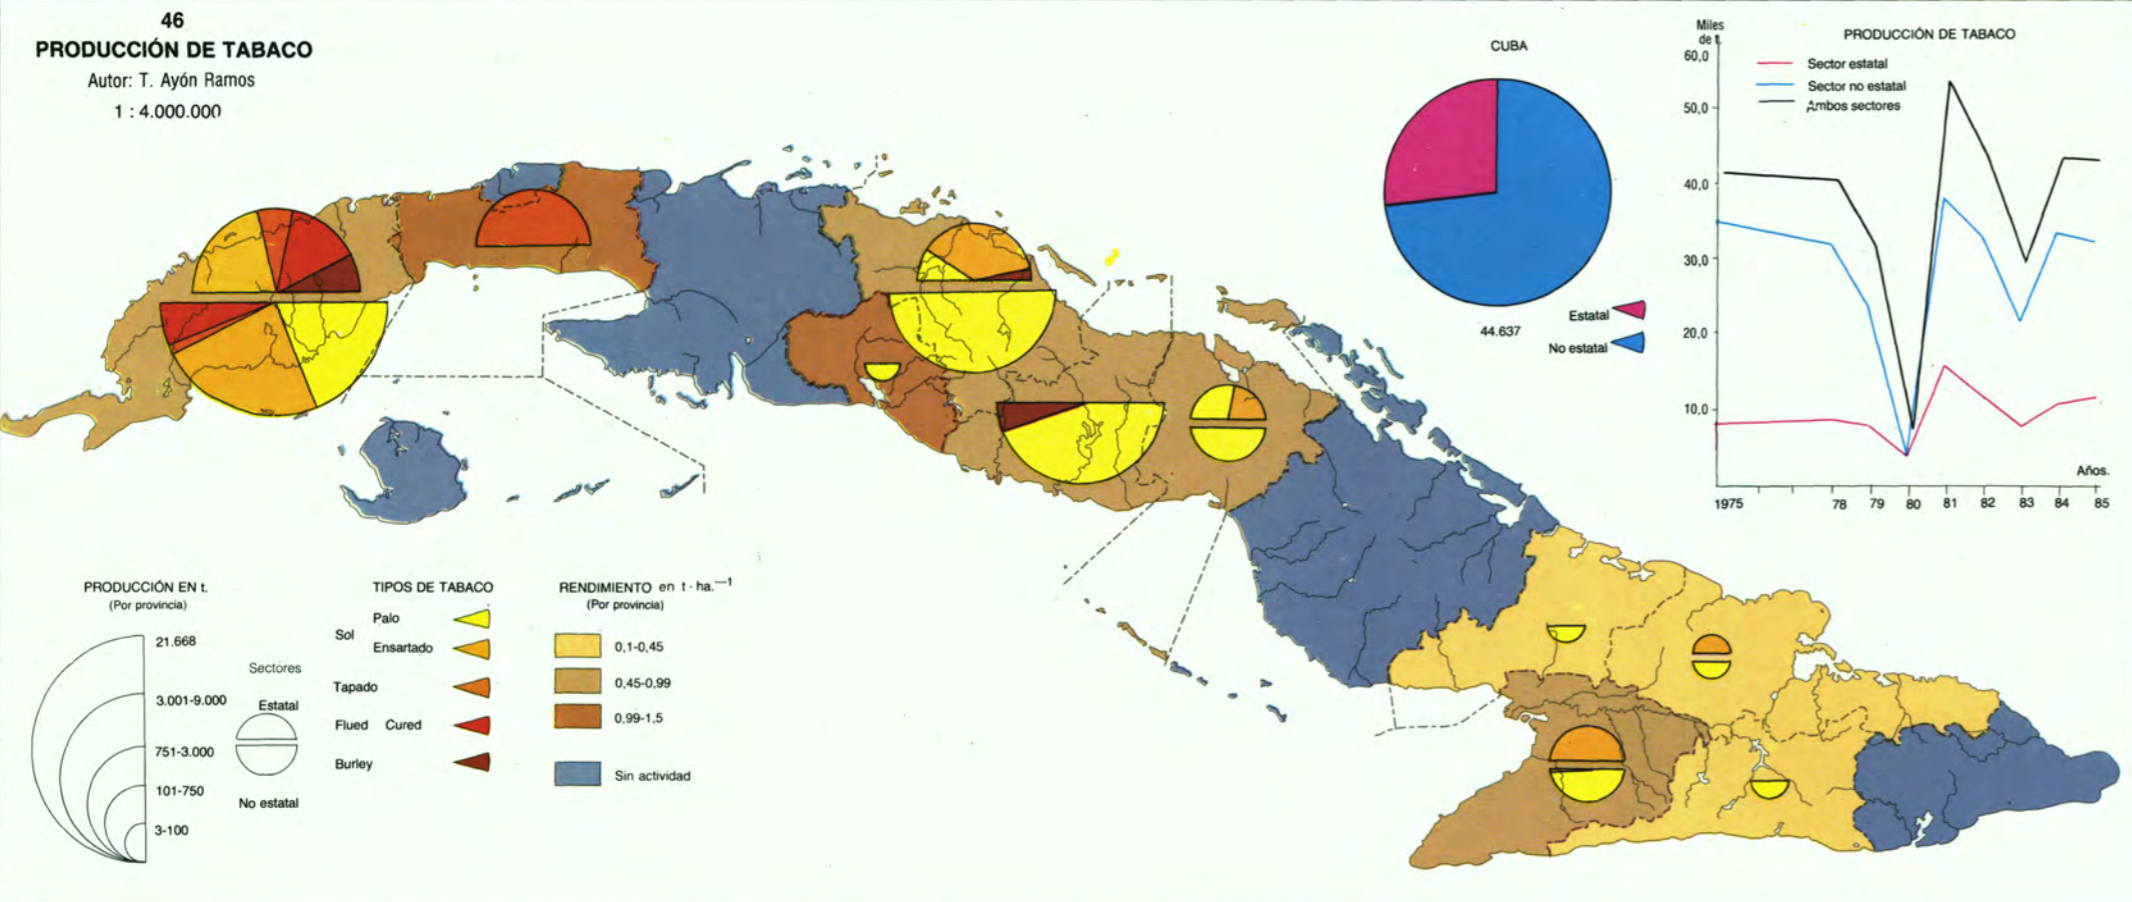 46
PRODUCCIÓN DE TABACO
Autor: T. Ayón Ramos
1 : 4.000.000
CUBA
44.637
Estatal
No estatal
Miles
de t.
PRODUCCIÓN DE TABACO
Sector estatal
Sector no estatal
Ambos sectores
60,0
50,0
40,0
30,0
20,0
10,0
Años.
1975 78 79 80 81 82 83 84 85
PRODUCCIÓN EN t.
(Por provincia)
21.668
3.001-9.000
751-3.000
101-750
3-100
Sectores
Estatal
No estatal
TIPOS DE TABACO
Palo
Sol
Ensartado
Tapado
Flued Cured
Burley
RENDIMIENTO en t · ha.—1
(Por provincia)
0,1-0,45
0,45-0,99
0,99-1,5
Sin actividad